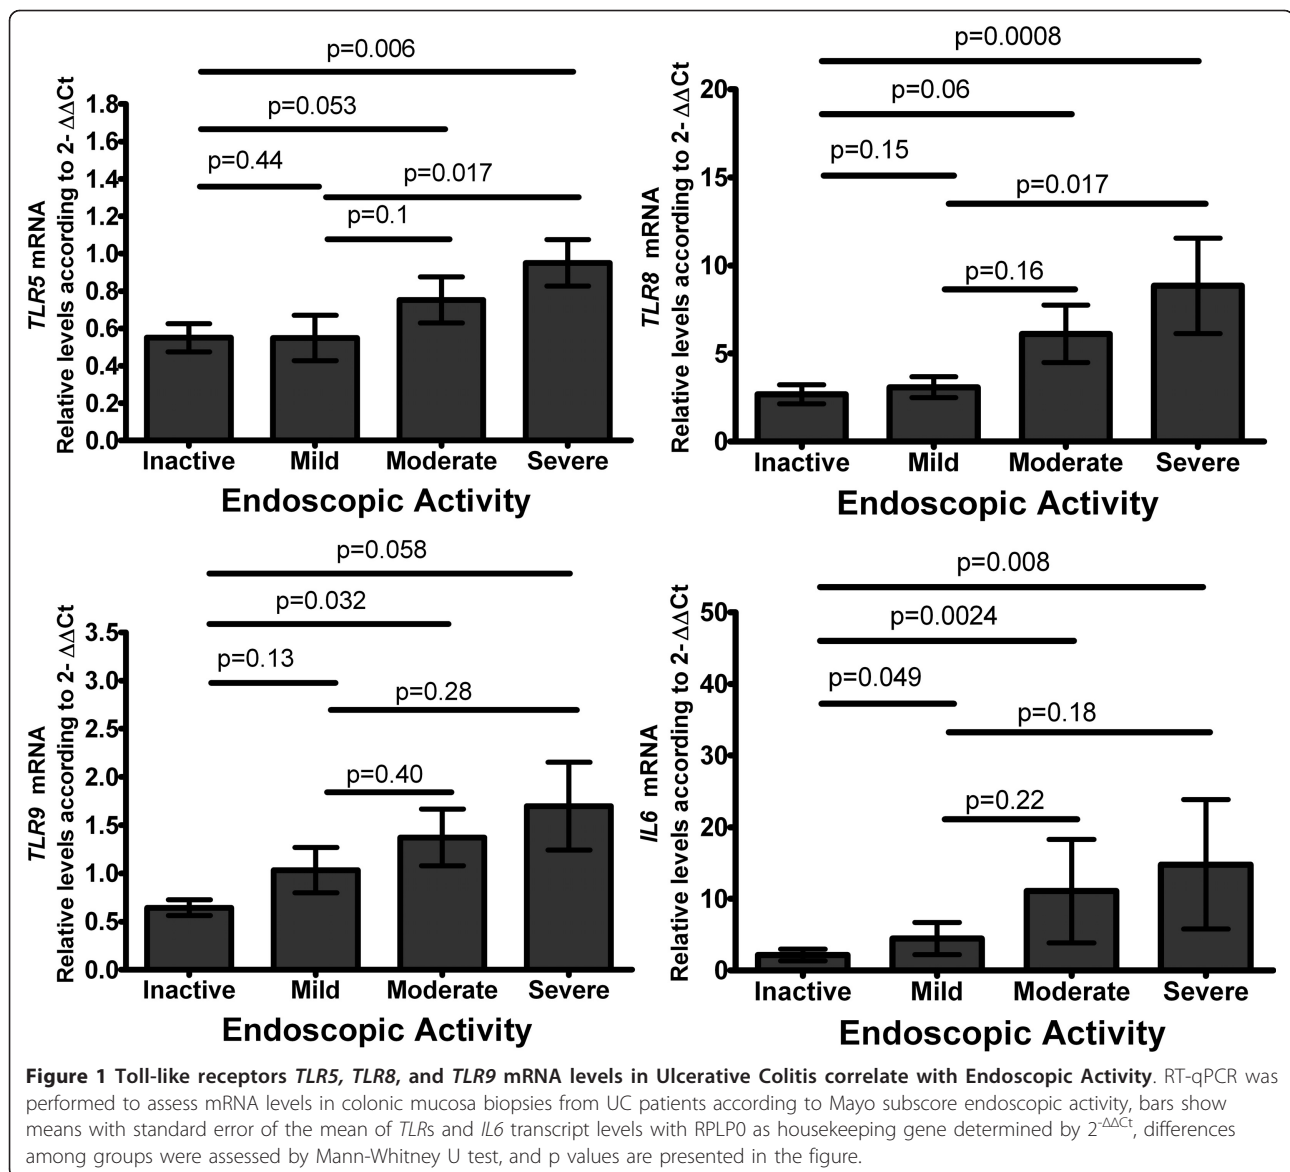 p=0.006
p=0.053
p=0.44
p=0.017
p=0.1
TLR5 mRNA
Relative levels according to 2- ΔΔCt
1.8
1.6
1.4
1.2
1.0
0.8
0.6
0.4
0.2
0.0
Inactive Mild Moderate Severe
Endoscopic Activity
p=0.0008
p=0.06
p=0.15
p=0.017
p=0.16
TLR8 mRNA
Relative levels according to 2- ΔΔCt
20
15
10
5
0
Inactive Mild Moderate Severe
Endoscopic Activity
p=0.058
p=0.032
p=0.13
p=0.28
p=0.40
TLR9 mRNA
Relative levels according to 2- ΔΔCt
3.5
3.0
2.5
2.0
1.5
1.0
0.5
0.0
Inactive Mild Moderate Severe
Endoscopic Activity
p=0.008
p=0.0024
p=0.049
p=0.18
p=0.22
IL6 mRNA
Relative levels according to 2- ΔΔCt
50
40
30
20
10
0
Inactive Mild Moderate Severe
Endoscopic Activity
Figure 1 Toll-like receptors TLR5, TLR8, and TLR9 mRNA levels in Ulcerative Colitis correlate with Endoscopic Activity. RT-qPCR was
performed to assess mRNA levels in colonic mucosa biopsies from UC patients according to Mayo subscore endoscopic activity, bars show
means with standard error of the mean of TLRs and IL6 transcript levels with RPLP0 as housekeeping gene determined by 2-ΔΔCt, differences
among groups were assessed by Mann-Whitney U test, and p values are presented in the figure.